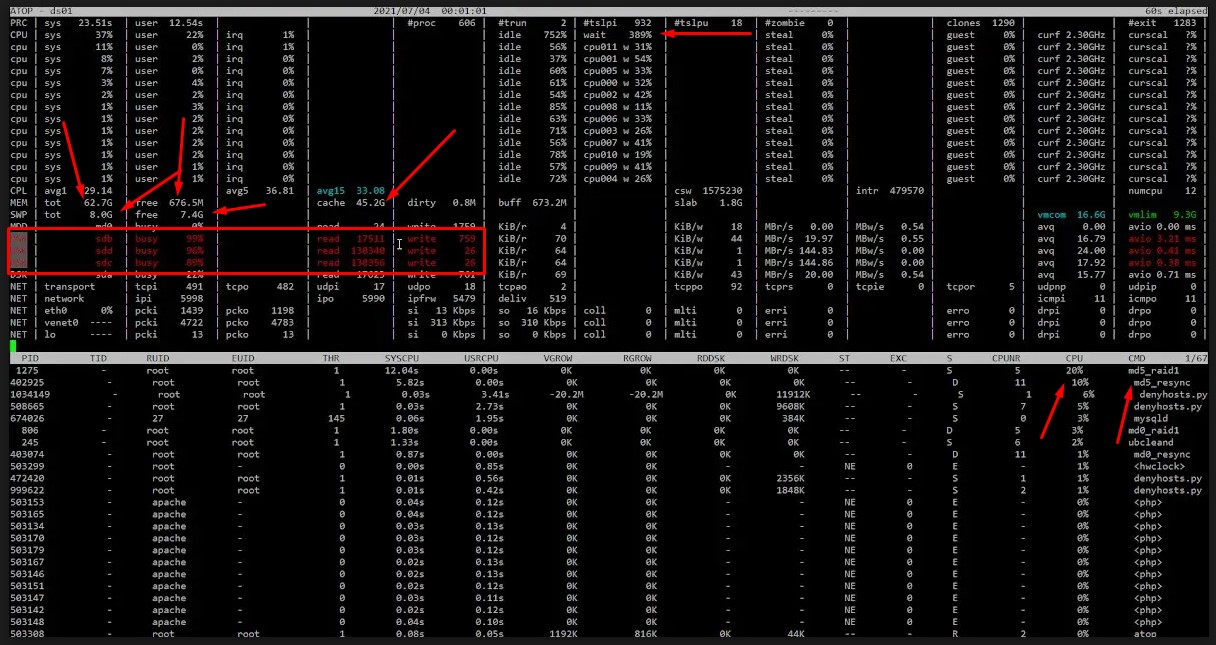 ATOP - ds01 2021/07/04 00:01:01 --------- 60s elapsed
PRC | sys 23.51s | user 12.54s | #proc 606 | #trun 2 | #tslpi 932 | #tslpu 18 | #zombie 0 | clones 1290 | #exit 1283 |
CPU | sys 37% | user 22% | irq 1% | idle 752% | wait 389% | steal 0% | guest 0% | curf 2.30GHz | curscal ?% |
cpu | sys 11% | user 0% | irq 1% | idle 56% | cpu011 w 31% | steal 0% | guest 0% | curf 2.30GHz | curscal ?% |
cpu | sys 8% | user 2% | irq 0% | idle 37% | cpu001 w 54% | steal 0% | guest 0% | curf 2.30GHz | curscal ?% |
cpu | sys 7% | user 0% | irq 0% | idle 60% | cpu005 w 33% | steal 0% | guest 0% | curf 2.30GHz | curscal ?% |
cpu | sys 3% | user 4% | irq 0% | idle 61% | cpu000 w 32% | steal 0% | guest 0% | curf 2.30GHz | curscal ?% |
cpu | sys 2% | user 2% | irq 0% | idle 54% | cpu002 w 42% | steal 0% | guest 0% | curf 2.30GHz | curscal ?% |
cpu | sys 1% | user 3% | irq 0% | idle 85% | cpu008 w 11% | steal 0% | guest 0% | curf 2.30GHz | curscal ?% |
cpu | sys 1% | user 2% | irq 0% | idle 63% | cpu006 w 33% | steal 0% | guest 0% | curf 2.30GHz | curscal ?% |
cpu | sys 1% | user 2% | irq 0% | idle 71% | cpu003 w 26% | steal 0% | guest 0% | curf 2.30GHz | curscal ?% |
cpu | sys 1% | user 2% | irq 0% | idle 56% | cpu007 w 41% | steal 0% | guest 0% | curf 2.30GHz | curscal ?% |
cpu | sys 1% | user 2% | irq 0% | idle 78% | cpu010 w 19% | steal 0% | guest 0% | curf 2.30GHz | curscal ?% |
cpu | sys 1% | user 1% | irq 0% | idle 57% | cpu009 w 41% | steal 0% | guest 0% | curf 2.30GHz | curscal ?% |
cpu | sys 1% | user 1% | irq 0% | idle 72% | cpu004 w 26% | steal 0% | guest 0% | curf 2.30GHz | curscal ?% |
CPL | avg1 29.14 | avg5 36.81 | avg15 33.08 | csw 1575230 | intr 479570 | numcpu 12 |
MEM | tot 62.7G | free 676.5M | cache 45.2G | dirty 0.8M | buff 673.2M | slab 1.8G |
SWP | tot 8.0G | free 7.4G | vmcom 16.6G | vmlim 9.3G |
MDD | md0 | busy 0% | read 24 | write 1759 | KiB/r 4 | KiB/w 18 | MBr/s 0.00 | MBw/s 0.54 | avq 0.00 |
sdb | busy 99% | read 17511 | write 759 | KiB/r 70 | KiB/w 44 | MBr/s 19.97 | MBw/s 0.55 | avq 16.79 | avio 3.21 ms |
sdd | busy 96% | read 138340 | write 26 | KiB/r 64 | KiB/w 1 | MBr/s 144.83 | MBw/s 0.00 | avq 24.00 | avio 0.41 ms |
sdc | busy 89% | read 138356 | write 26 | KiB/r 64 | KiB/w 1 | MBr/s 144.86 | MBw/s 0.00 | avq 17.92 | avio 0.38 ms |
DSK | sda | busy 22% | read 17625 | write 761 | KiB/r 69 | KiB/w 43 | MBr/s 20.00 | MBw/s 0.54 | avq 15.77 | avio 0.71 ms |
NET | transport | tcpi 491 | tcpo 482 | udpi 17 | udpo 18 | tcpao 2 | tcppo 92 | tcprs 0 | tcpie 0 | tcpor 5 | udpnp 0 | udpip 0 |
NET | network | ipi 5998 | ipo 5990 | ipfrw 5479 | deliv 519 | icmpi 11 | icmpo 11 |
NET | eth0 0% | pcki 1439 | pcko 1198 | si 13 Kbps | so 16 Kbps | coll 0 | mlti 0 | erri 0 | erro 0 | drpi 0 | drpo 0 |
NET | venet0 ---- | pcki 4722 | pcko 4783 | si 313 Kbps | so 310 Kbps | coll 0 | mlti 0 | erri 0 | erro 0 | drpi 0 | drpo 0 |
NET | lo ---- | pcki 13 | pcko 13 | si 0 Kbps | so 0 Kbps | coll 0 | mlti 0 | erri 0 | erro 0 | drpi 0 | drpo 0 |
PID TID RUID EUID THR SYSCPU USRCPU VGROW RGROW RDDSK WRDSK ST EXC S CPUNR CPU CMD 1/67
1275 - root root 1 12.04s 0.00s 0K 0K 0K 0K -- - S 5 20% md5_raid1
402925 - root root 1 5.82s 0.00s 0K 0K 0K 0K -- - D 11 10% md5_resync
1034149 - root root 1 0.03s 3.41s -20.2M -20.2M 0K 11912K -- - S 1 6% denyhosts.py
508665 - root root 1 0.03s 2.73s 0K 0K 0K 9608K -- - S 7 5% denyhosts.py
674026 - 27 27 145 0.06s 1.95s 0K 0K 0K 384K -- - S 0 3% mysqld
806 - root root 1 1.80s 0.00s 0K 0K 0K 0K -- - D 5 3% md0_raid1
245 - root root 1 1.33s 0.00s 0K 0K 0K 0K -- - S 6 2% ubcleand
403074 - root root 1 0.87s 0.00s 0K 0K 0K 0K -- - D 11 1% md0_resync
503299 - root - 0 0.00s 0.85s 0K 0K - - NE 0 E - 1% <hwclock>
472420 - root root 1 0.01s 0.56s 0K 0K 0K 2356K -- - S 1 1% denyhosts.py
999622 - root root 1 0.01s 0.42s 0K 0K 0K 1848K -- - S 2 1% denyhosts.py
503153 - apache - 0 0.04s 0.12s 0K 0K - - NE 0 E - 0% <php>
503165 - apache - 0 0.04s 0.12s 0K 0K - - NE 0 E - 0% <php>
503134 - apache - 0 0.03s 0.12s 0K 0K - - NE 0 E - 0% <php>
503170 - apache - 0 0.03s 0.12s 0K 0K - - NE 0 E - 0% <php>
503179 - apache - 0 0.03s 0.12s 0K 0K - - NE 0 E - 0% <php>
503167 - apache - 0 0.02s 0.13s 0K 0K - - NE 0 E - 0% <php>
503146 - apache - 0 0.02s 0.13s 0K 0K - - NE 0 E - 0% <php>
503151 - apache - 0 0.02s 0.13s 0K 0K - - NE 0 E - 0% <php>
503147 - apache - 0 0.03s 0.11s 0K 0K - - NE 0 E - 0% <php>
503142 - apache - 0 0.02s 0.12s 0K 0K - - NE 0 E - 0% <php>
503148 - apache - 0 0.04s 0.10s 0K 0K - - NE 0 E - 0% <php>
503308 - root root 1 0.08s 0.05s 1192K 816K 0K 44K -- - R 2 0% atop